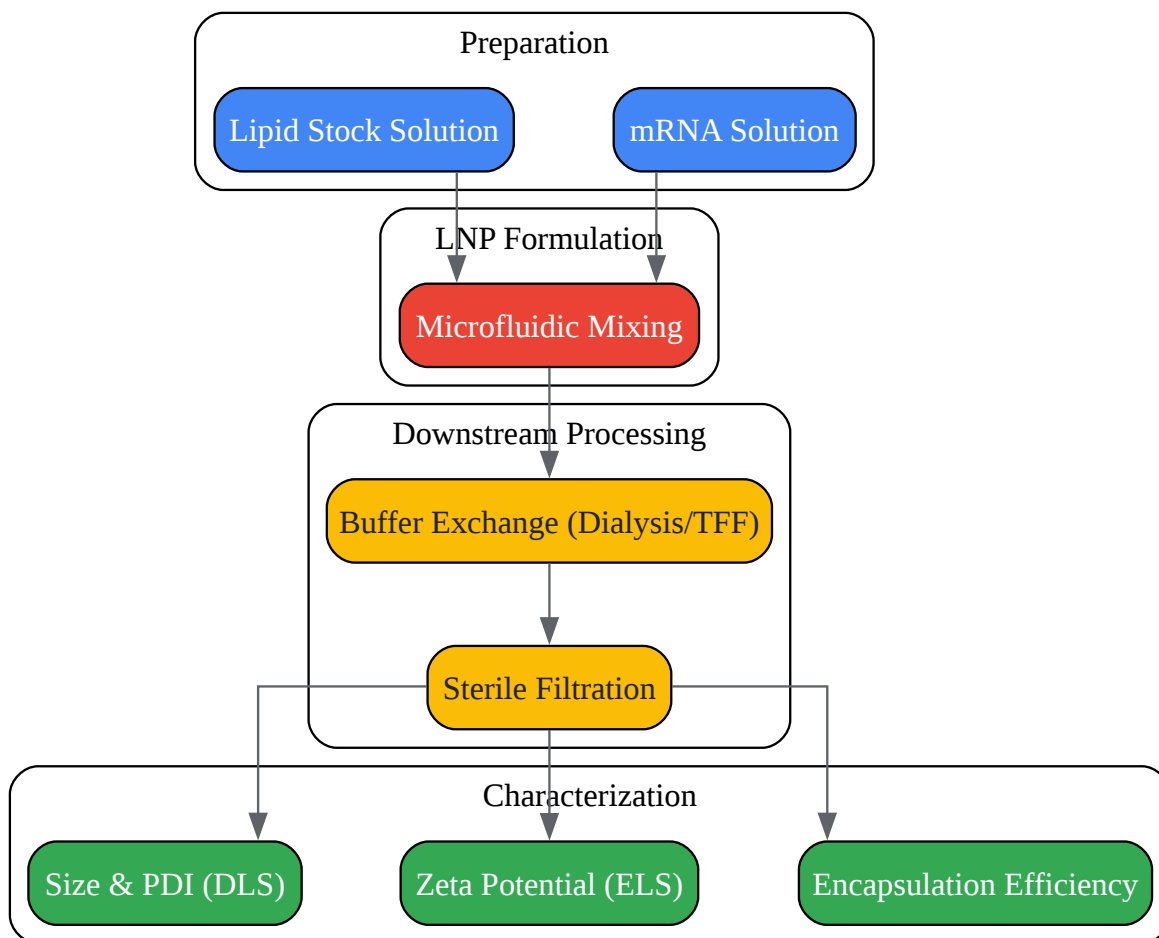 Preparation
Lipid Stock Solution
mRNA Solution
LNP Formulation
Microfluidic Mixing
Downstream Processing
Buffer Exchange (Dialysis/TFF)
Sterile Filtration
Characterization
Size & PDI (DLS)
Zeta Potential (ELS)
Encapsulation Efficiency